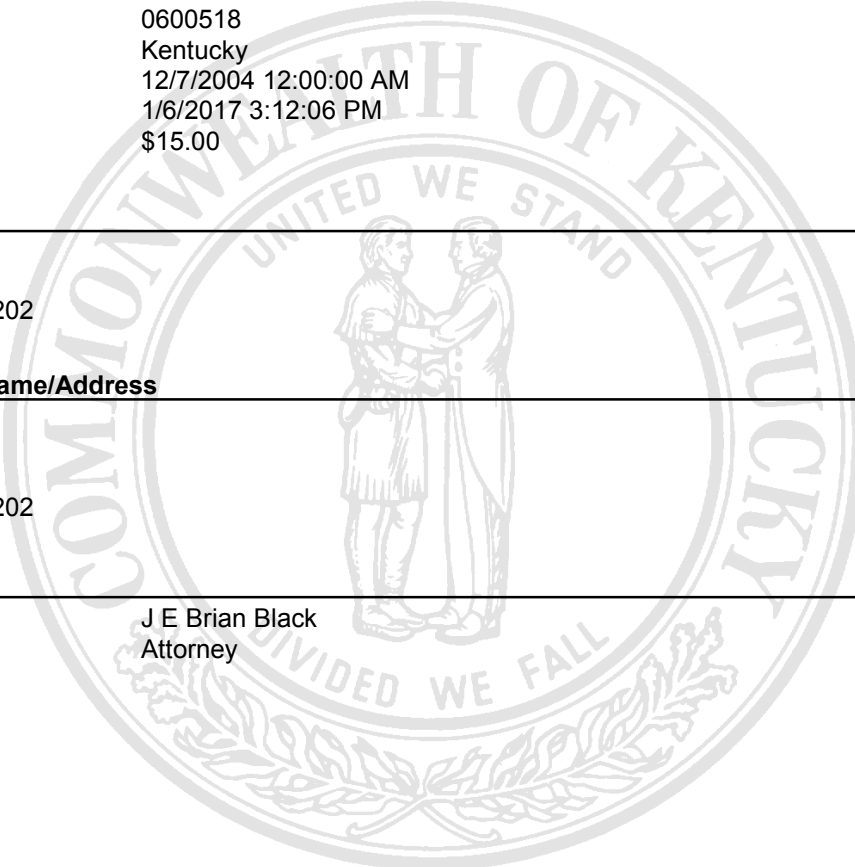 0600518
Kentucky
12/7/2004 12:00:00 AM
1/6/2017 3:12:06 PM
$15.00
COMMONWEALTH OF KENTUCKY
UNITED WE STAND
202
ame/Address
202
J E Brian Black
Attorney
DIVIDED WE FALL